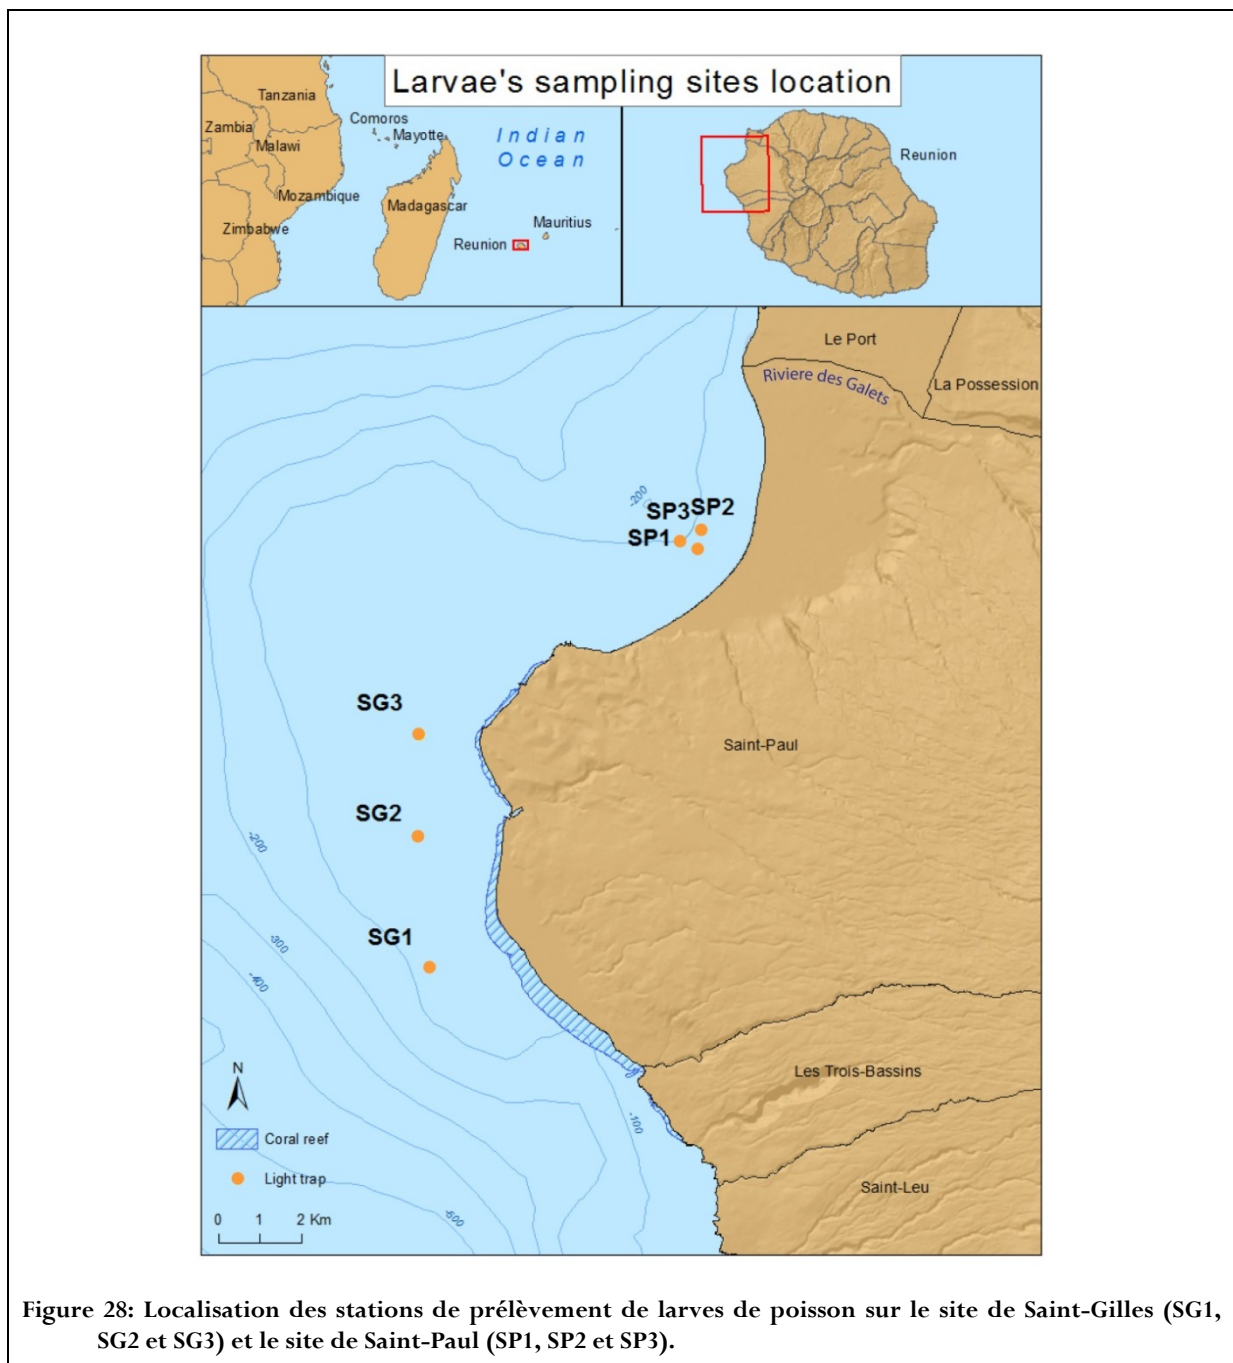 Larvae's sampling sites location
Tanzania
Zambia
Comoros
Mayotte
Malawi
Mozambique
Madagascar
Zimbabwe
Indian
Ocean
Mauritius
Reunion
Reunion
Le Port
Riviere des Galets
La Possession
-200
SP3
SP2
SP1
SG3
Saint-Paul
SG2
-200
SG1
-300
-400
Les Trois-Bassins
-100
Saint-Leu
N
Coral reef
Light trap
0 1 2 Km
Figure 28: Localisation des stations de prélèvement de larves de poisson sur le site de Saint-Gilles (SG1,
SG2 et SG3) et le site de Saint-Paul (SP1, SP2 et SP3).